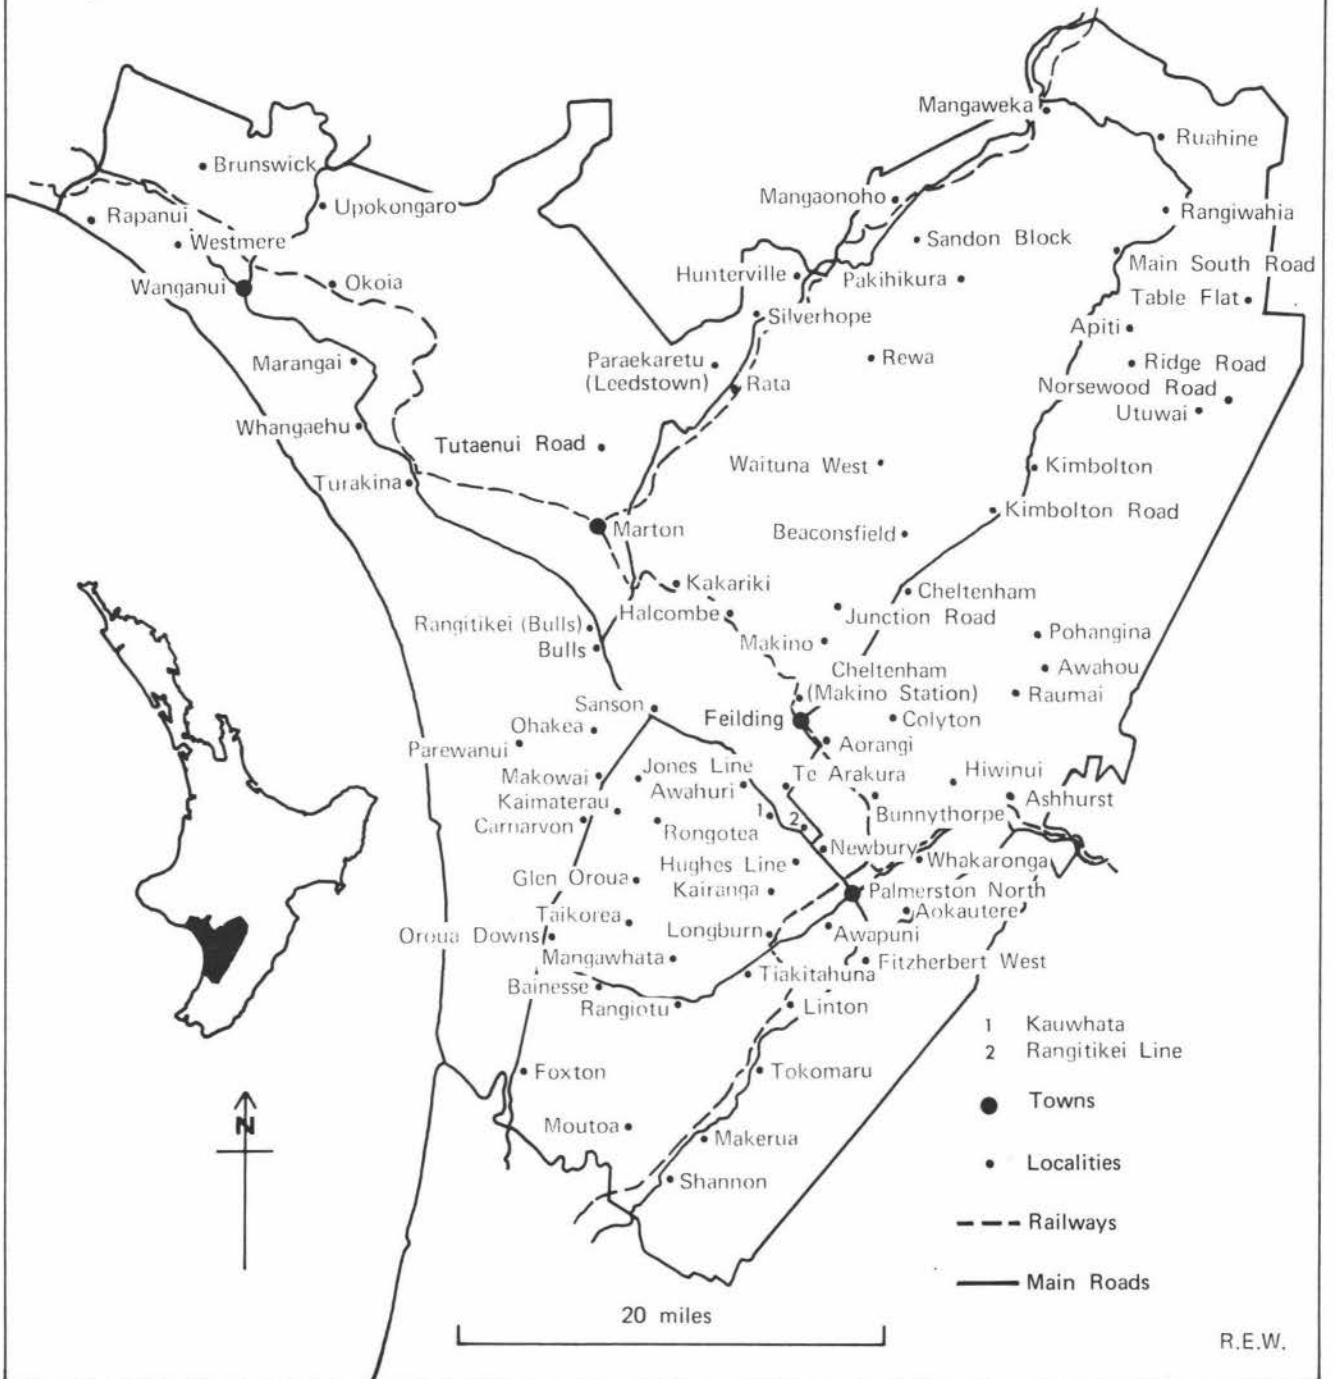 Mangaweka
Ruahine
Brunswick
Mangaonoho
Upokongaro
Rapanui
Rangiwahia
Westmere
Sandon Block
Main South Road
Hunterville
Pakihikura
Wanganui
Okoia
Table Flat
Silverhope
Apiti
Marangai
Paraekaretu
(Leedstown)
Rewa
Ridge Road
Rata
Norsewood Road
Utuwai
Whangaehu
Tutaenui Road
Waituna West
Kimbolton
Turakina
Kimbolton Road
Marton
Beaconsfield
Kakariki
Cheltenham
Halcombe
Junction Road
Rangitikei (Bulls)
Pohangina
Makino
Bulls
Awahou
Cheltenham
(Makino Station)
Raumai
Sanson
Feilding
Colyton
Ohakea
Parewanui
Aorangi
Jones Line
Te Arakura
Hiwinui
Makowai
Awahuri
Ashhurst
Kaimaterau
1
2
Bunnythorpe
Carnarvon
Rongotea
Newbury
Hughes Line
Whakaronga
Glen Oroua
Kairanga
Palmerston North
Taikorea
Aokautere
Oroua Downs
Longburn
Awapuni
Mangawhata
Fitzherbert West
Tiakitahuna
Bainesse
Rangiotu
Linton
1 Kauwhata
2 Rangitikei Line
Foxton
Tokomaru
Towns
N
Moutoa
Makerua
Localities
Shannon
Railways
Main Roads
20 miles
R.E.W.